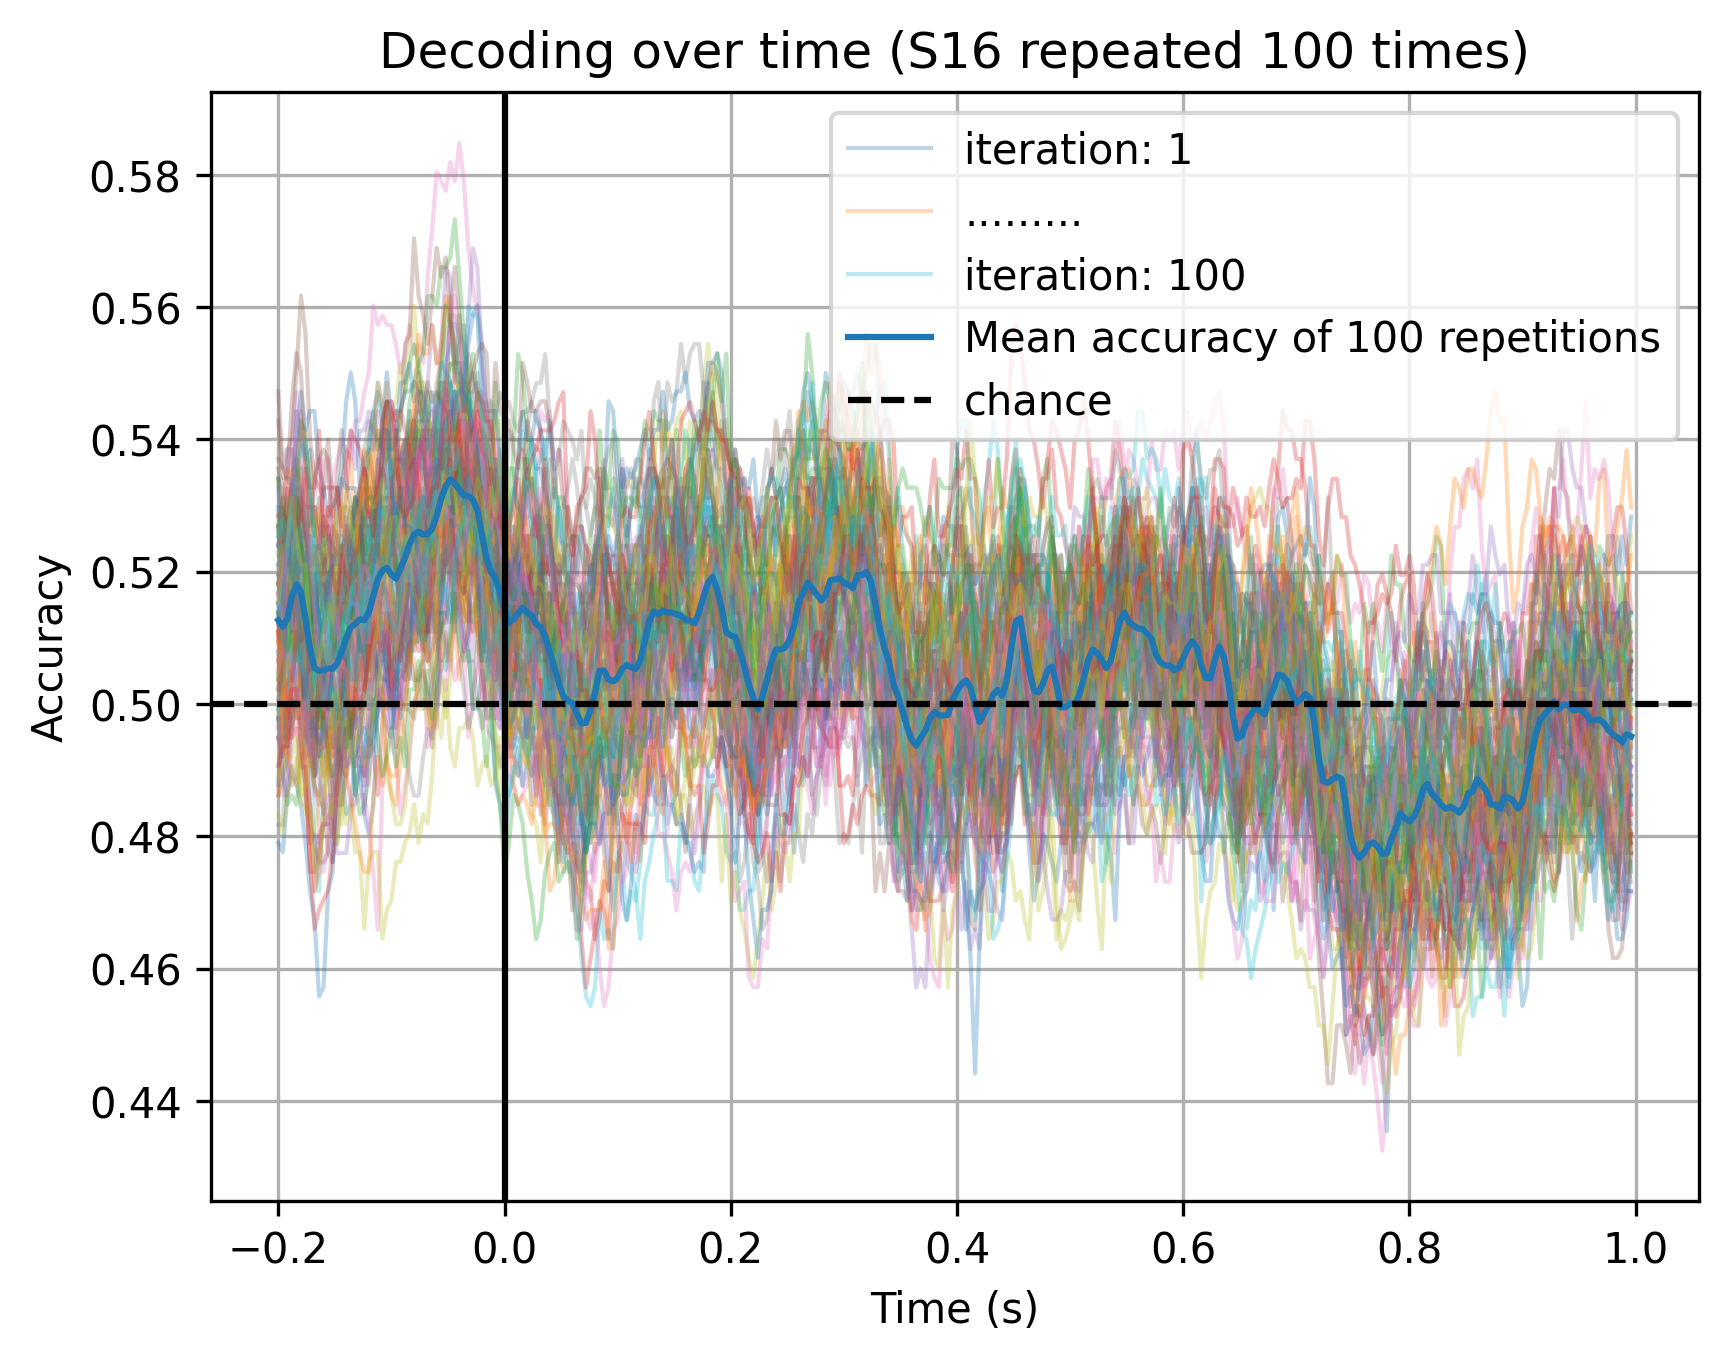 Decoding over time (S16 repeated 100 times)
iteration: 1
.........
iteration: 100
Mean accuracy of 100 repetitions
chance
Accuracy
0.58
0.56
0.54
0.52
0.50
0.48
0.46
0.44
−0.2 0.0 0.2 0.4 0.6 0.8 1.0
Time (s)